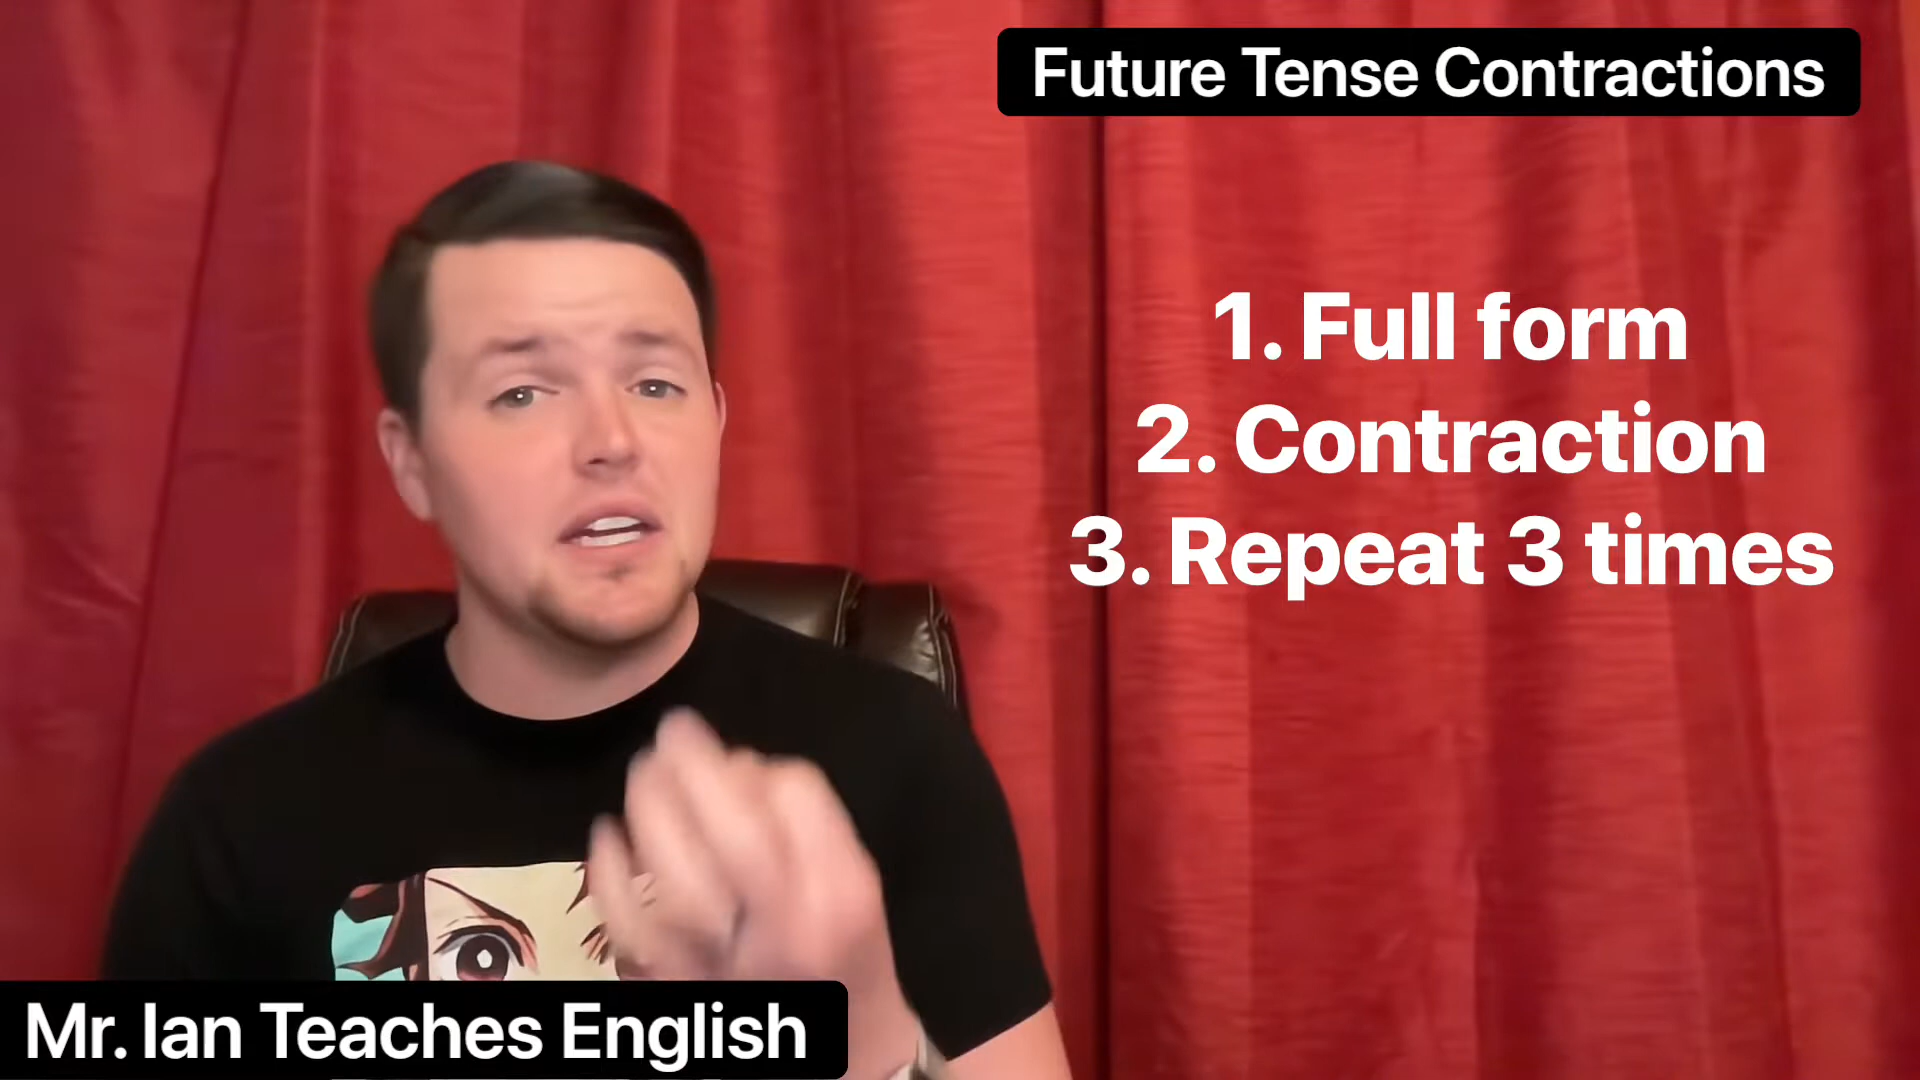 Future Tense Contractions
1. Full form
2. Contraction
3. Repeat 3 times
Mr. Ian Teaches English